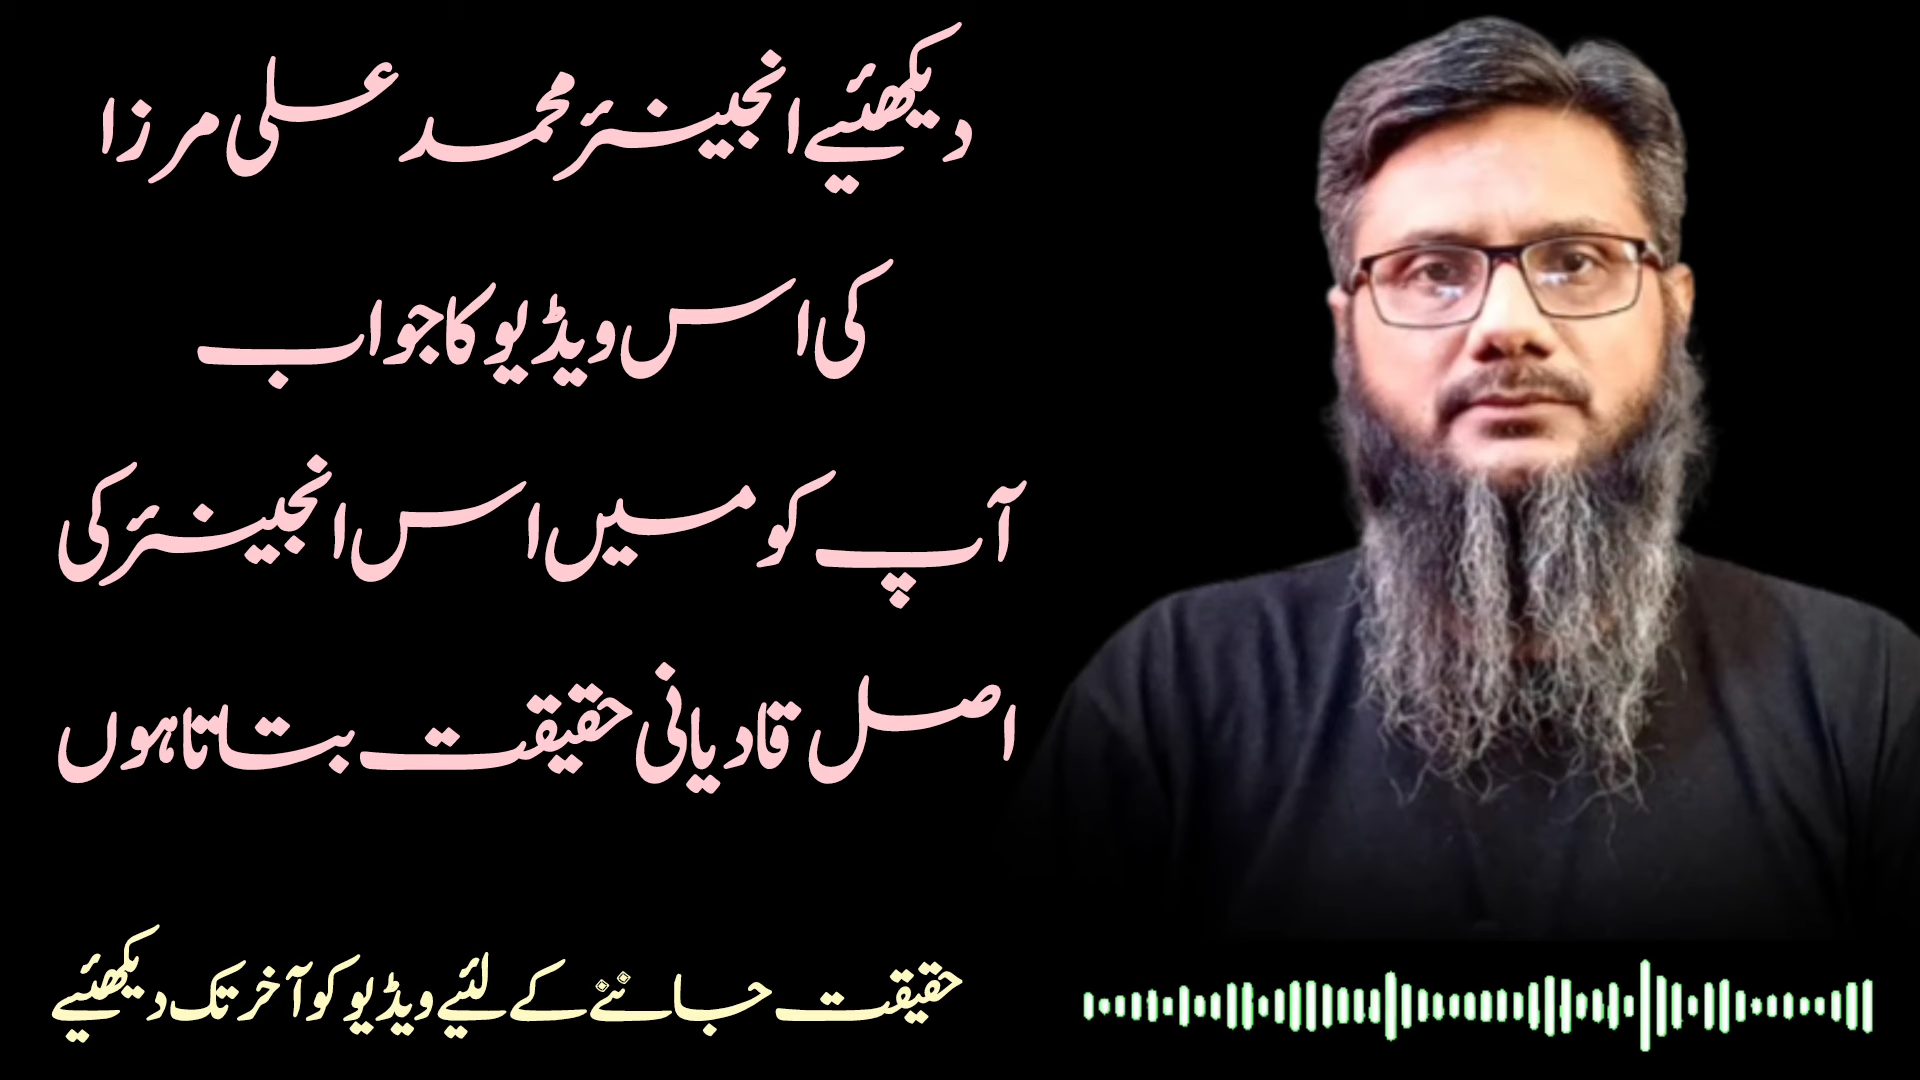 دیکھئیے انجینئر محمد علی مرزا
کی اس ویڈیو کا جواب
آپ کو میں اس انجینئر کی
اصل قادیانی حقیقت بتاتا ہوں
حقیقت جاننے کے لئیے ویڈیو کو آخر تک دیکھئیے